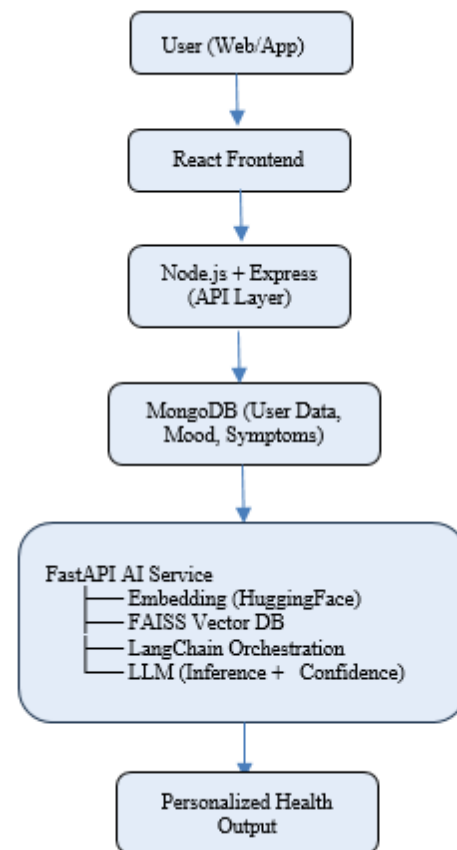 User (Web/App)
React Frontend
Node.js + Express
(API Layer)
MongoDB (User Data,
Mood, Symptoms)
FastAPI AI Service
├── Embedding (HuggingFace)
├── FAISS Vector DB
├── LangChain Orchestration
└── LLM (Inference + Confidence)
Personalized Health
Output